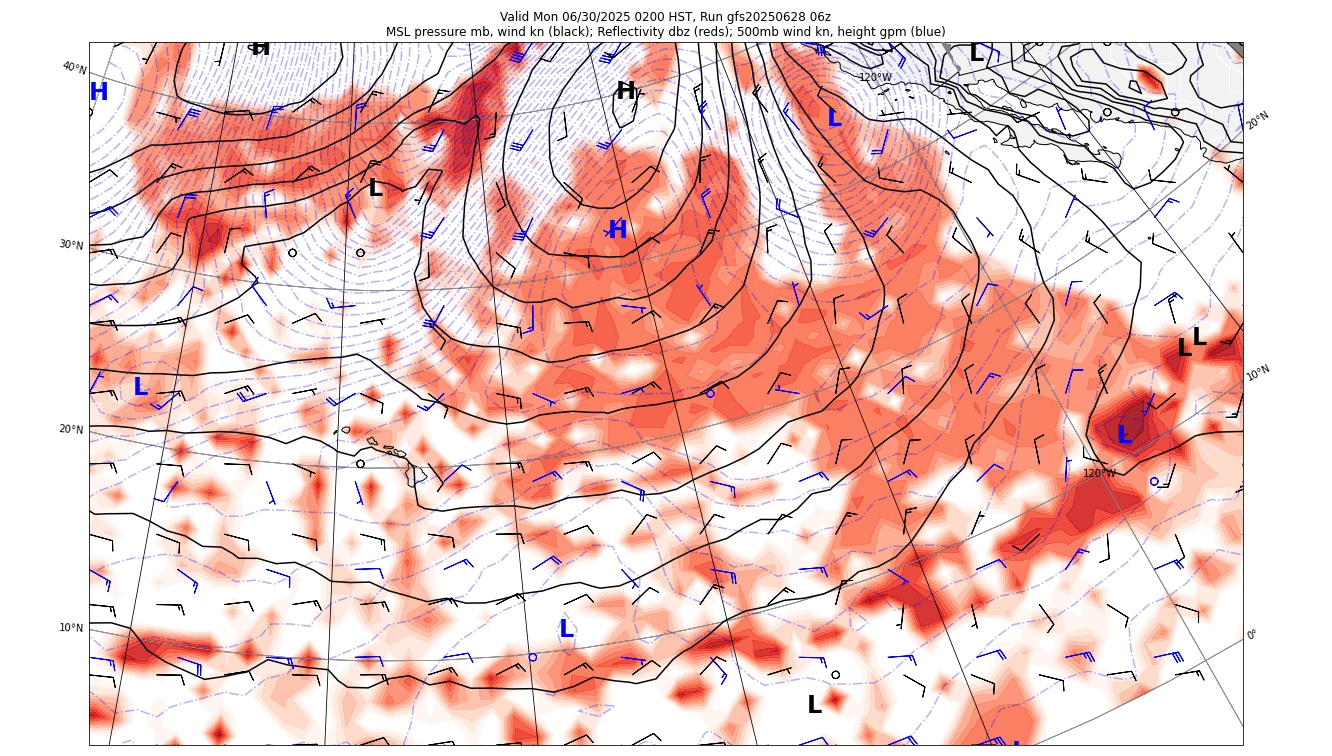 Valid Mon 06/30/2025 0200 HST, Run gfs20250628 06z
MSL pressure mb, wind kn (black); Reflectivity dbz (reds); 500mb wind kn, height gpm (blue)
H
L
40°N
H
120°W
H
L
20°N
L
H
30°N
L
L
10°N
L
20°N
L
120°W
10°N
L
0°
L
L